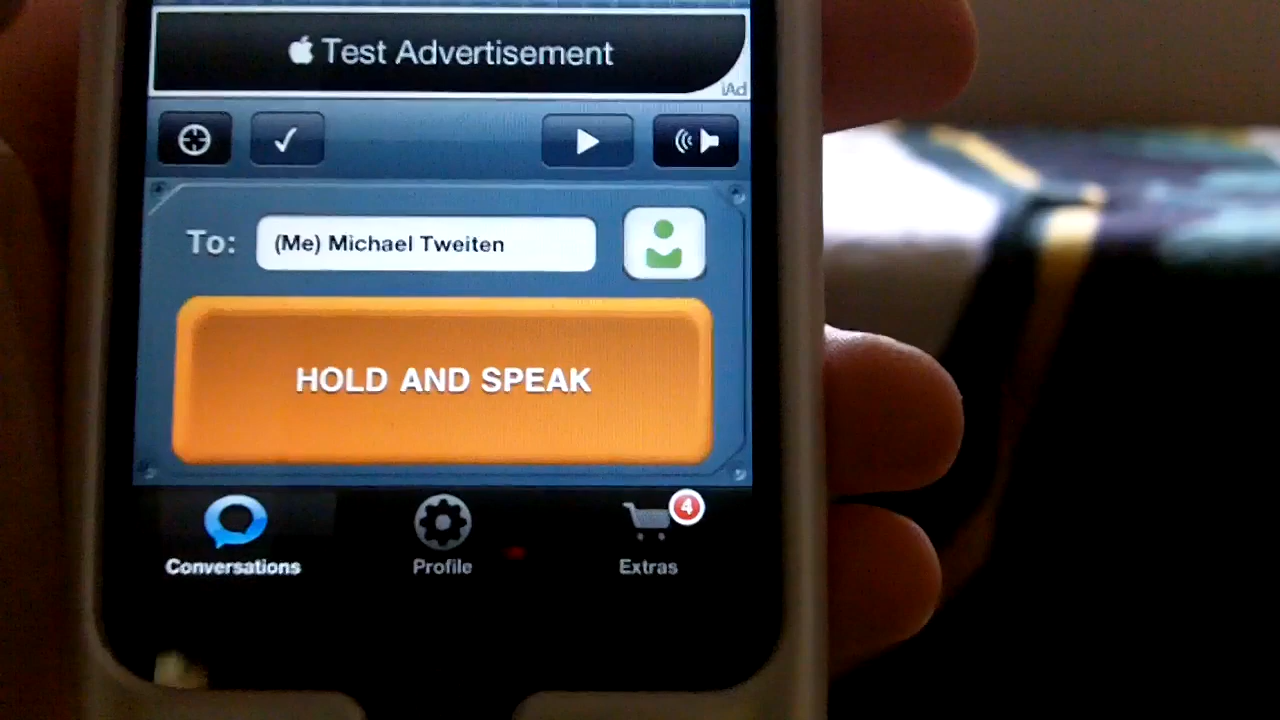 Test Advertisement
iAd
To: (Me) Michael Tweiten
HOLD AND SPEAK
4
Conversations Profile Extras